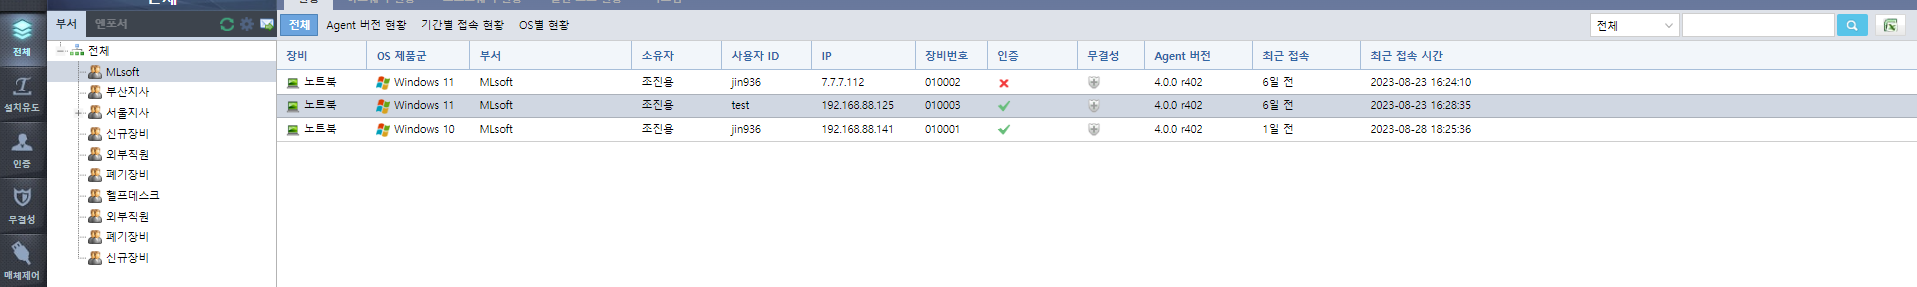 전체
부서 엔포서
전체 Agent 버전 현황 기간별 접속 현황 OS별 현황 전체
전체
설치유도
인증
무결성
매체제어
전체
MLsoft
부산지사
서울지사
신규장비
외부직원
폐기장비
헬프데스크
외부직원
폐기장비
신규장비
장비 OS 제품군 부서 소유자 사용자 ID IP 장비번호 인증 무결성 Agent 버전 최근 접속 최근 접속 시간
노트북 Windows 11 MLsoft 조진용 jin936 7.7.7.112 010002 4.0.0 r402 6일 전 2023-08-23 16:24:10
노트북 Windows 11 MLsoft 조진용 test 192.168.88.125 010003 4.0.0 r402 6일 전 2023-08-23 16:28:35
노트북 Windows 10 MLsoft 조진용 jin936 192.168.88.141 010001 4.0.0 r402 1일 전 2023-08-28 18:25:36